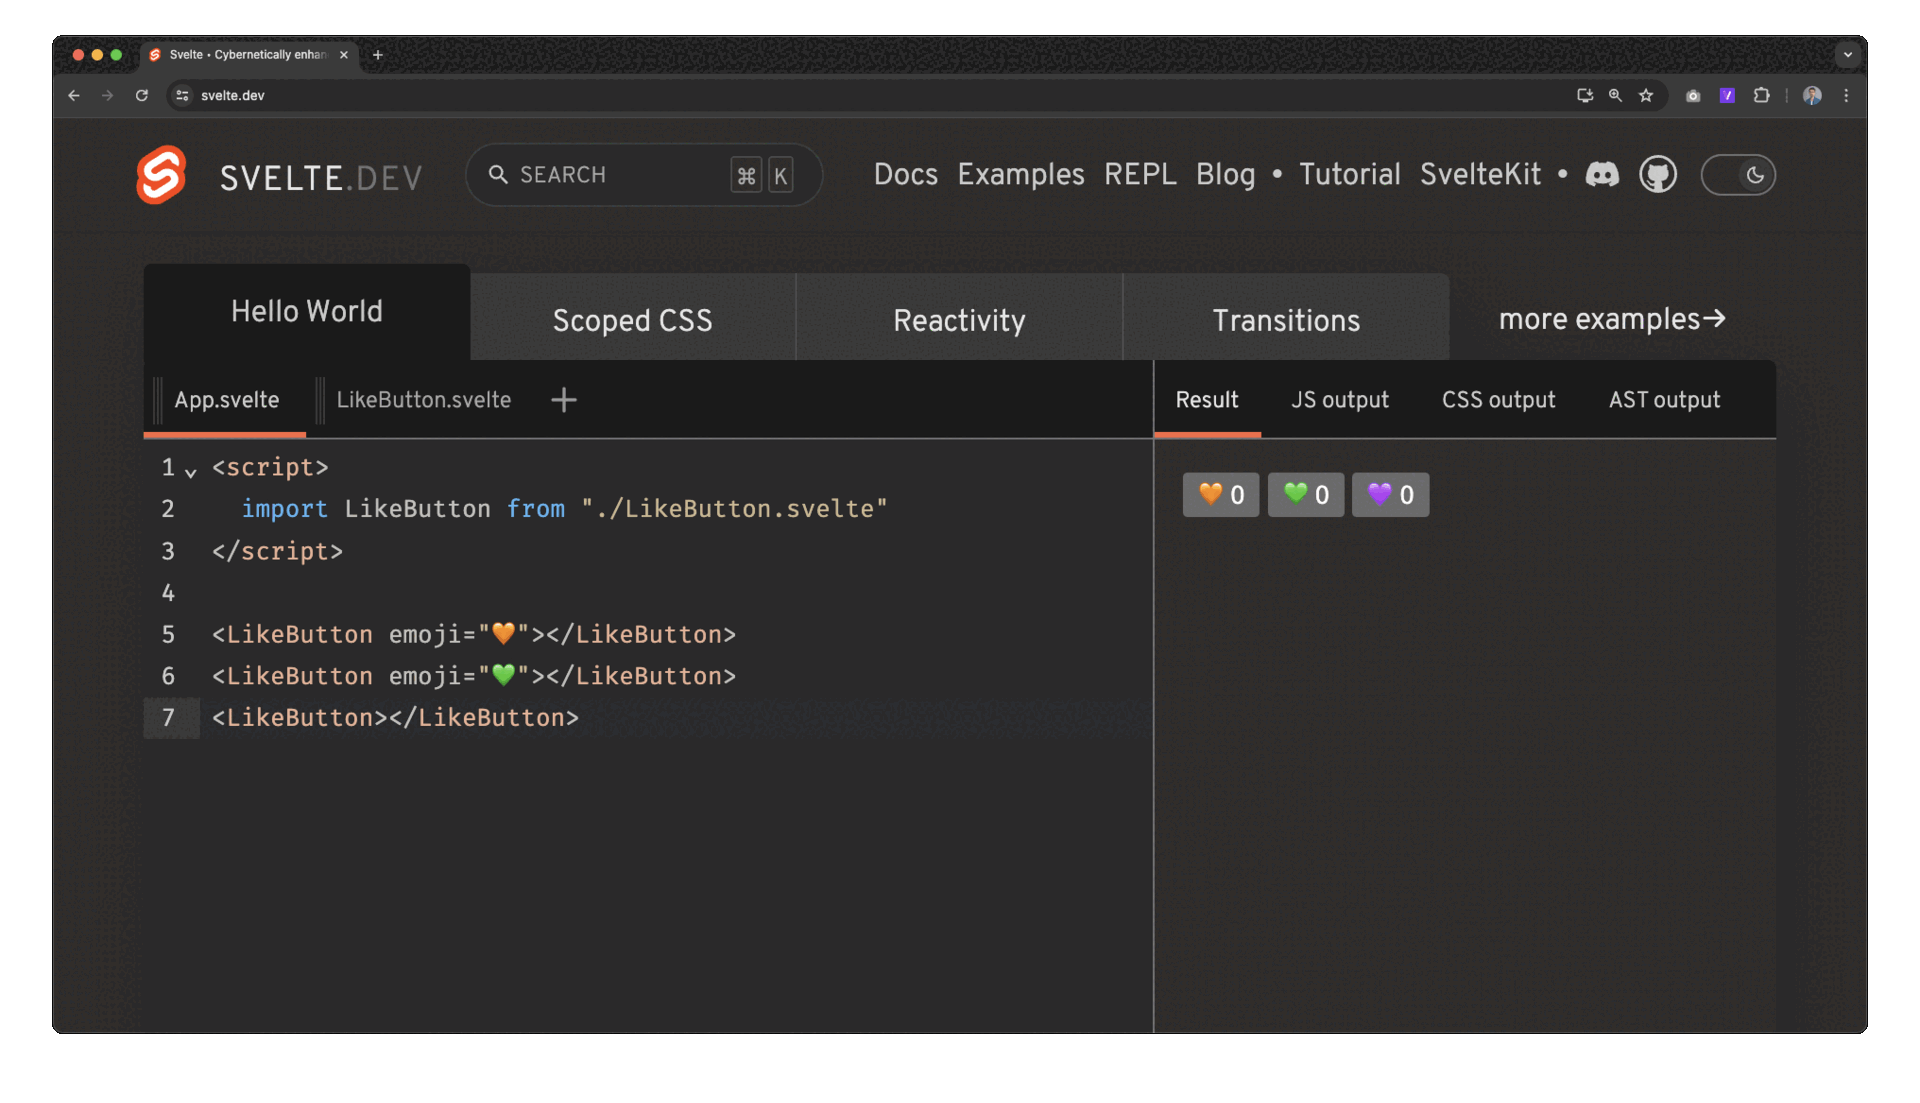 Svelte • Cybernetically enhan
svelte.dev
SVELTE.DEV
SEARCH ⌘ K
Docs Examples REPL Blog • Tutorial SvelteKit •
Hello World
Scoped CSS
Reactivity
Transitions
more examples→
App.svelte
LikeButton.svelte
Result
JS output
CSS output
AST output
1 <script>
2 import LikeButton from "./LikeButton.svelte"
3 </script>
4
5 <LikeButton emoji="🧡"></LikeButton>
6 <LikeButton emoji="💚"></LikeButton>
7 <LikeButton></LikeButton>
🧡 0 💚 0 💜 0